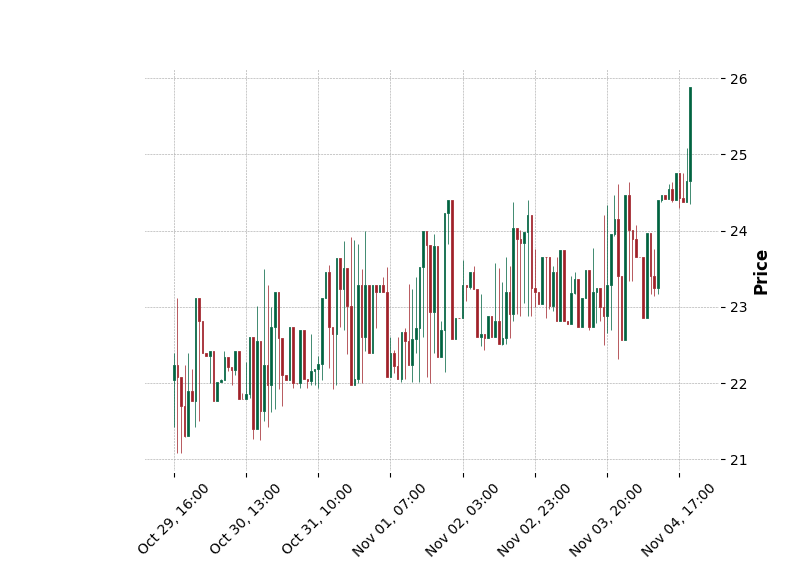 26
25
24
23
22
21
Price
Oct 29, 16:00
Oct 30, 13:00
Oct 31, 10:00
Nov 01, 07:00
Nov 02, 03:00
Nov 02, 23:00
Nov 03, 20:00
Nov 04, 17:00